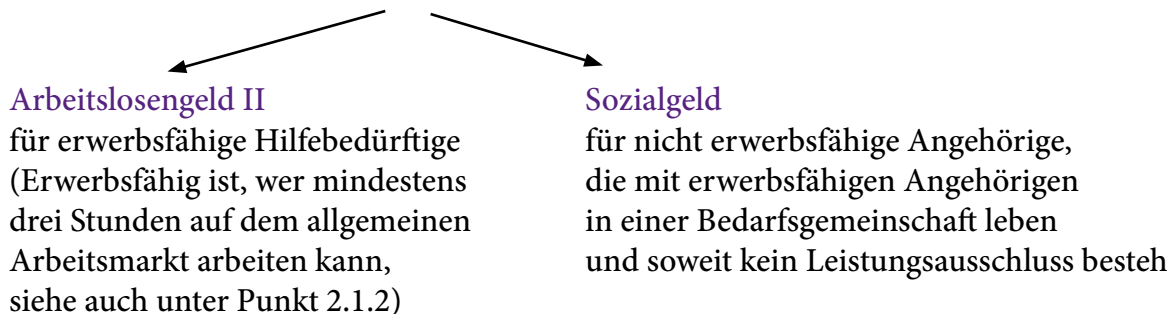 Arbeitslosengeld II
für erwerbsfähige Hilfebedürftige
(Erwerbsfähig ist, wer mindestens
drei Stunden auf dem allgemeinen
Arbeitsmarkt arbeiten kann,
siehe auch unter Punkt 2.1.2)
Sozialgeld
für nicht erwerbsfähige Angehörige,
die mit erwerbsfähigen Angehörigen
in einer Bedarfsgemeinschaft leben
und soweit kein Leistungsausschluss besteh